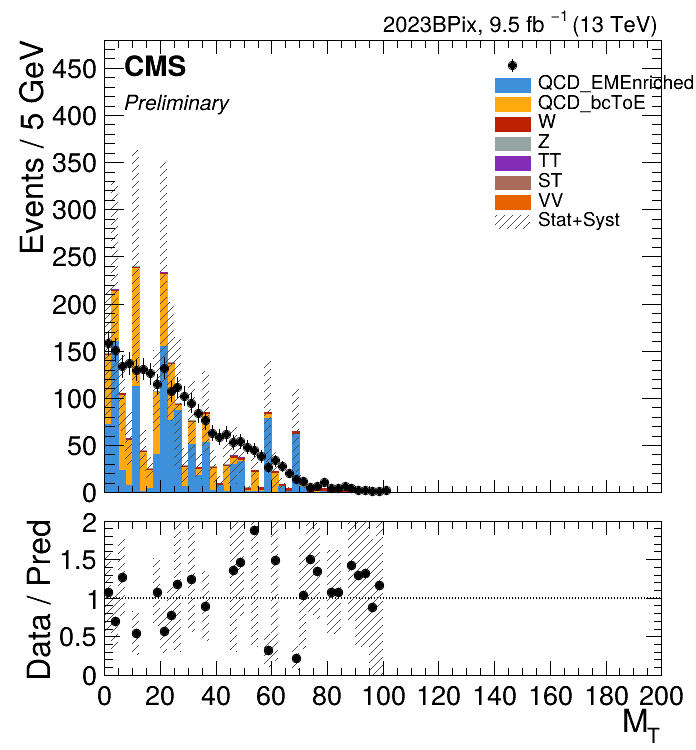 2023BPix, 9.5 fb⁻¹ (13 TeV)
CMS
Preliminary
QCD_EMEnriched
QCD_bcToE
W
Z
TT
ST
VV
Stat+Syst
Events / 5 GeV
450
400
350
300
250
200
150
100
50
0
Data / Pred
2
1.5
1
0.5
0
0 20 40 60 80 100 120 140 160 180 200
M_T